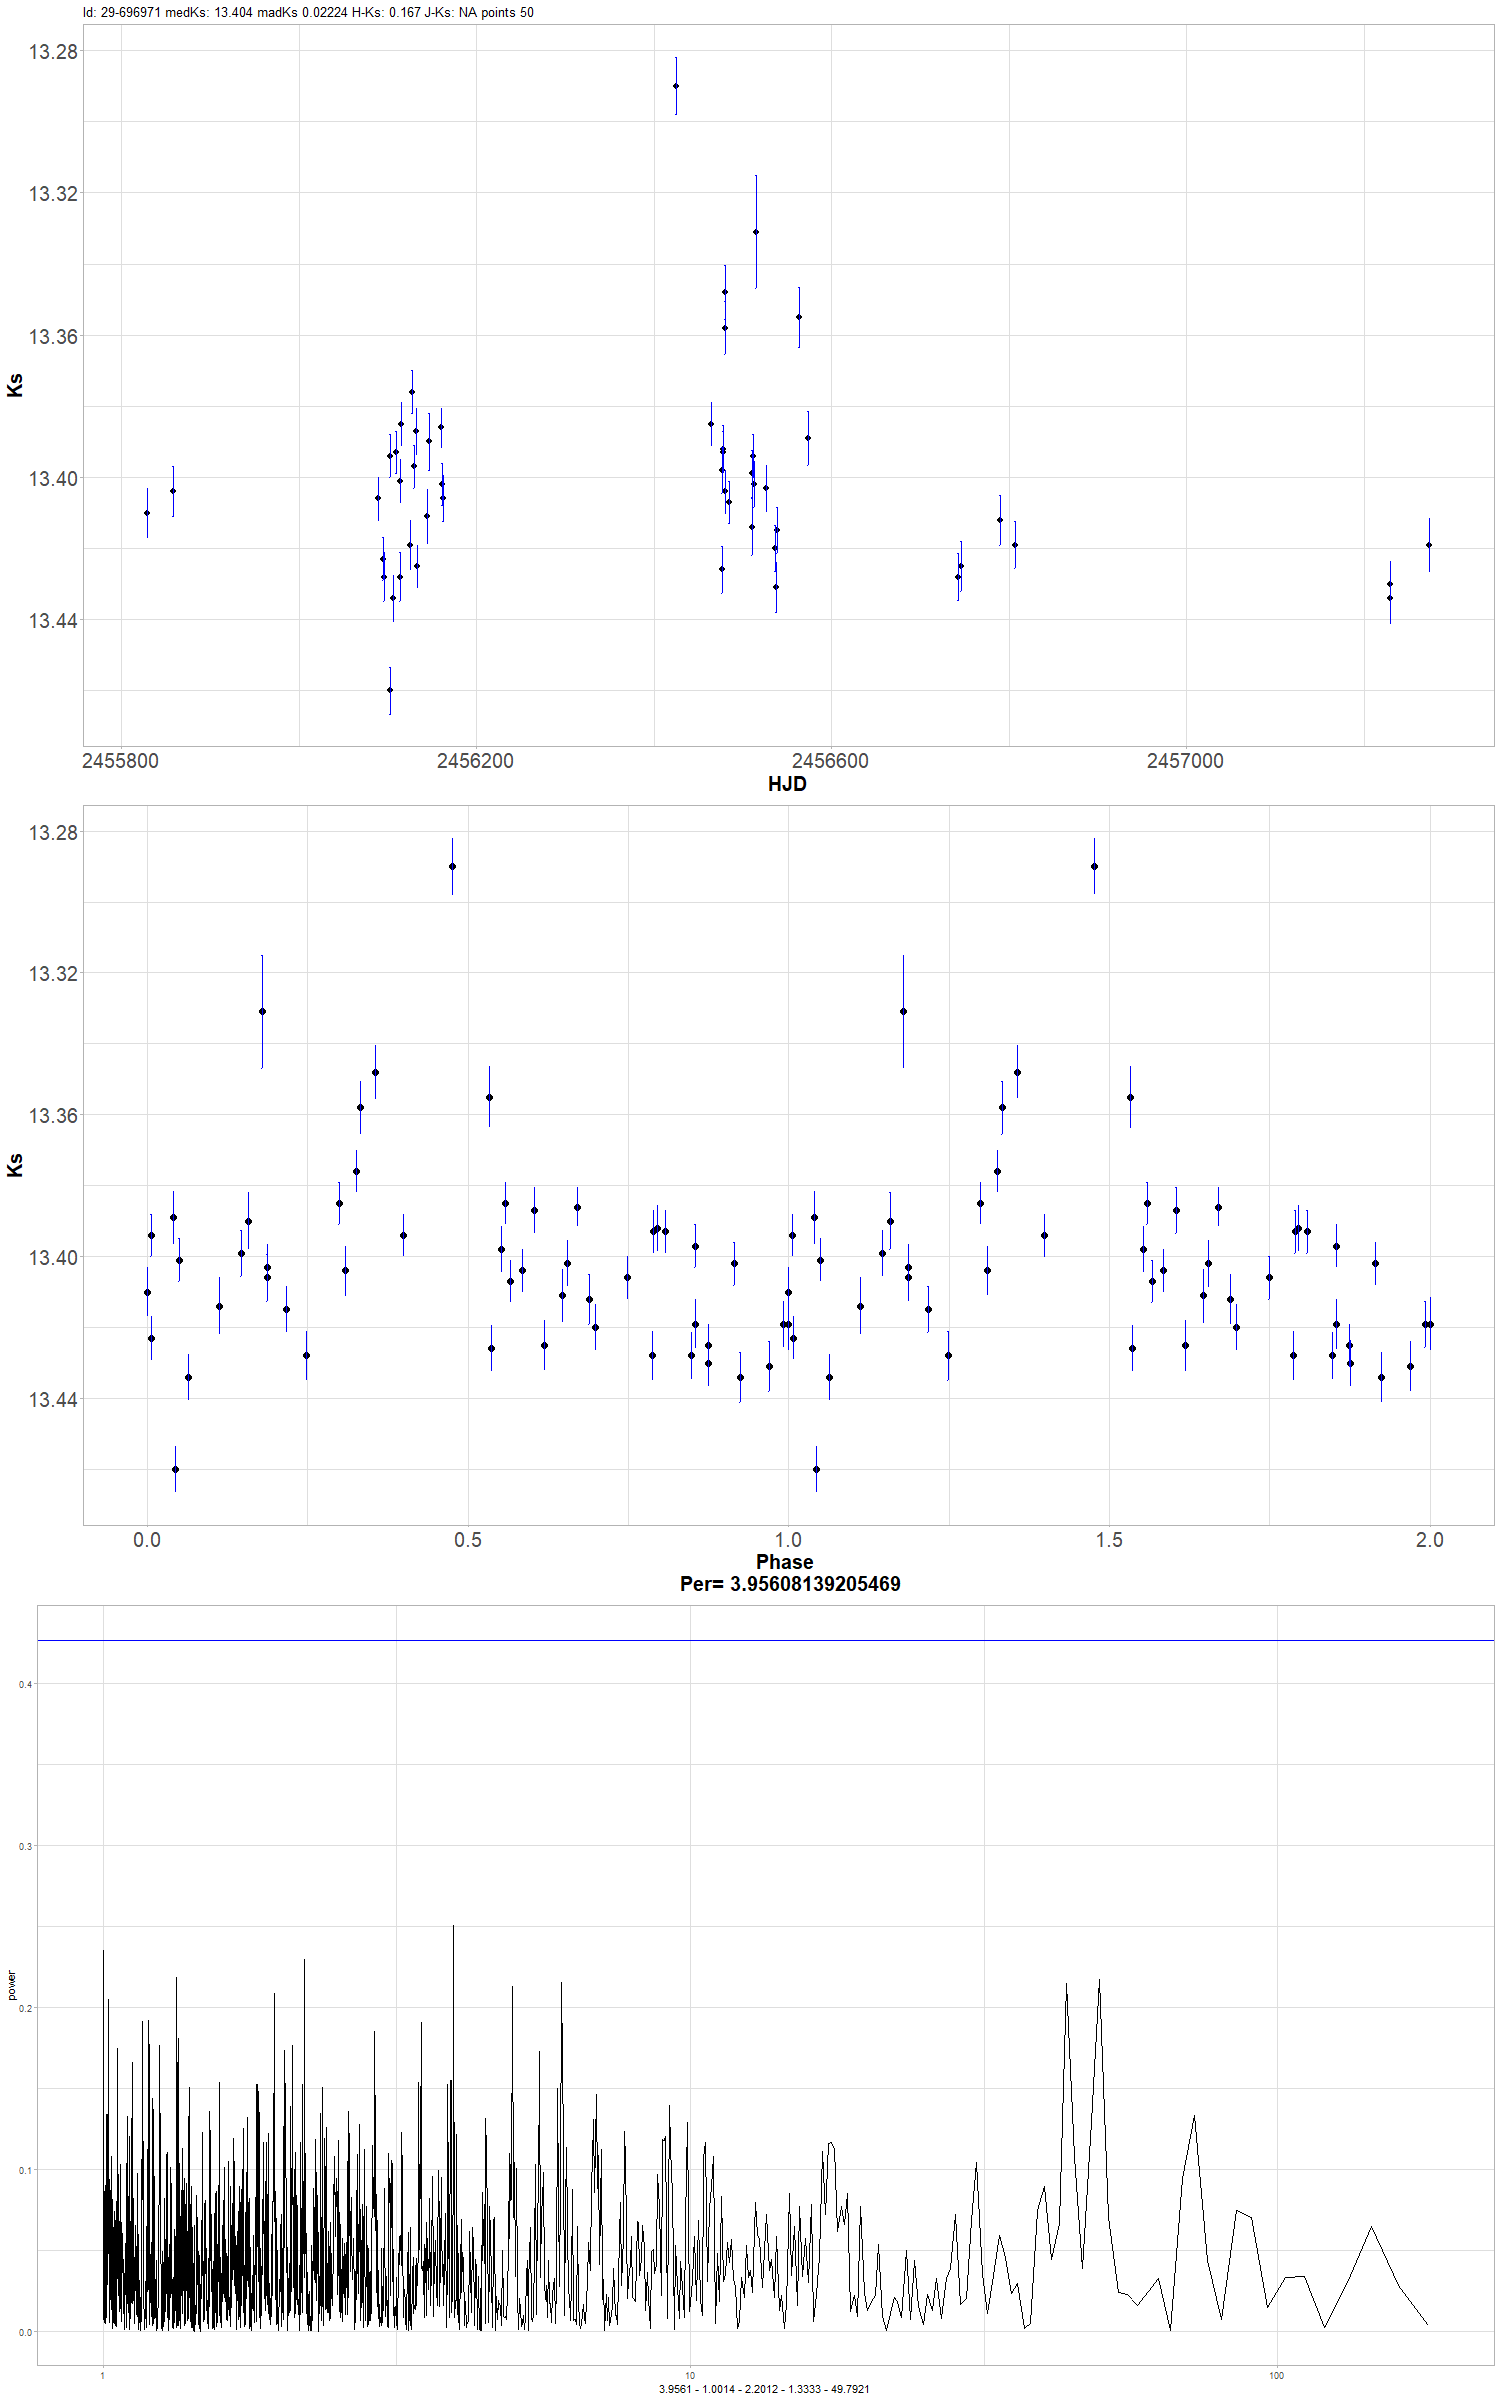 Id: 29-696971 medKs: 13.404 madKs 0.02224 H-Ks: 0.167 J-Ks: NA points 50
13.28
13.32
13.36
13.40
13.44
Ks
2455800 2456200 2456600 2457000
HJD
13.28
13.32
13.36
13.40
13.44
Ks
0.0 0.5 1.0 1.5 2.0
Phase
Per= 3.95608139205469
0.4
0.3
0.2
0.1
0.0
power
1 10 100
3.9561 - 1.0014 - 2.2012 - 1.3333 - 49.7921